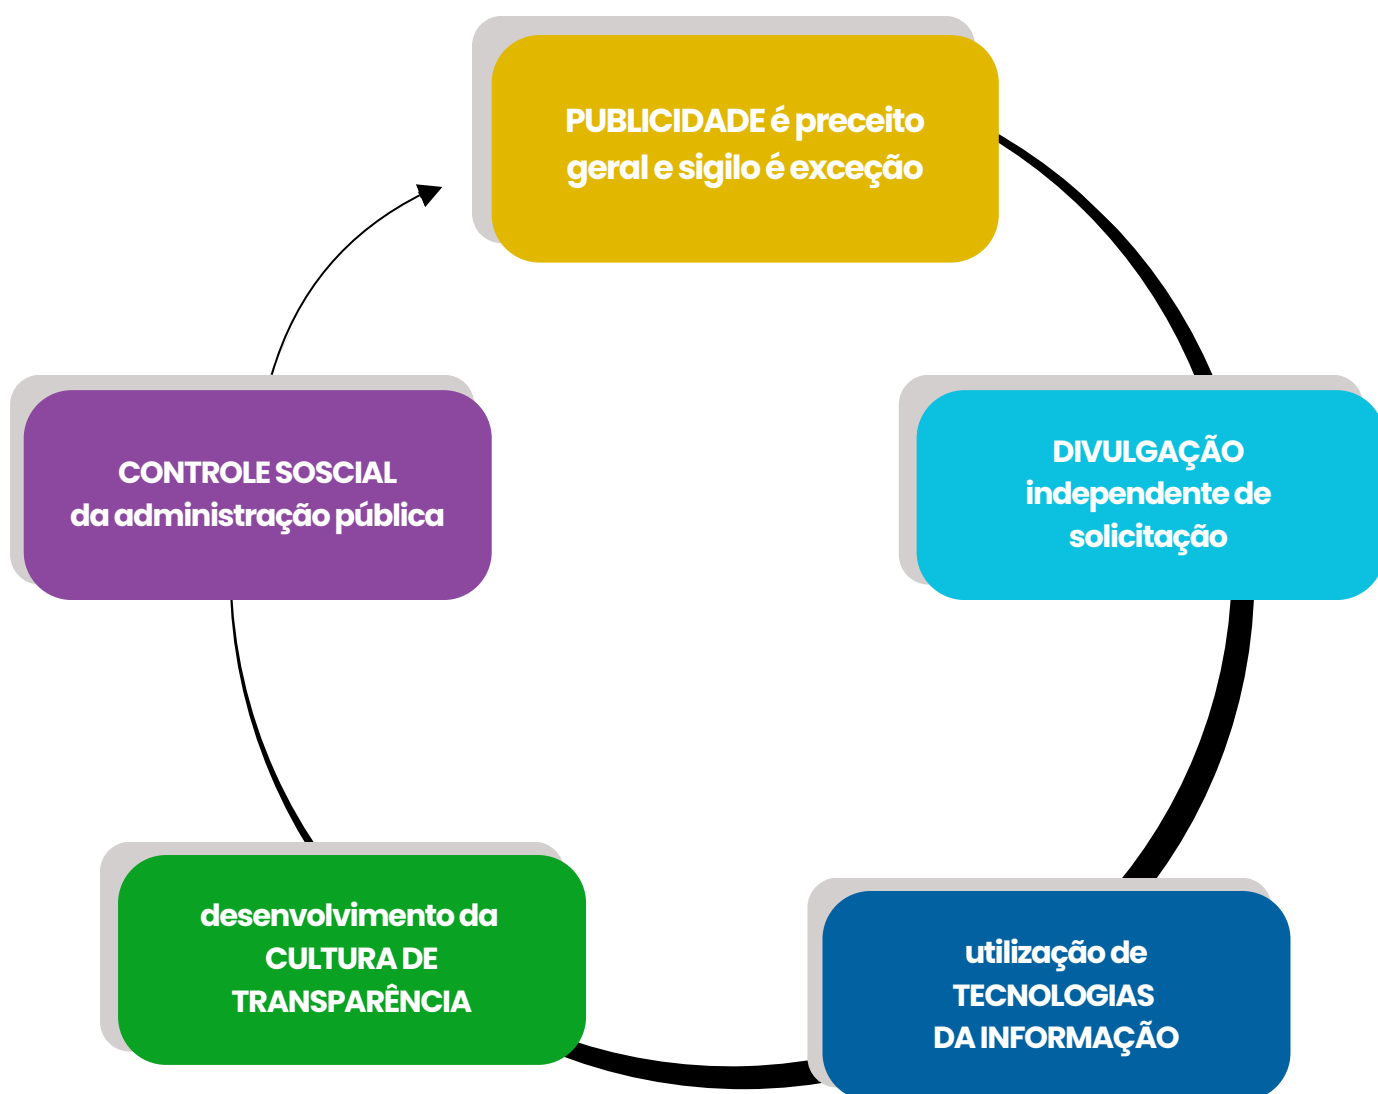 PUBLICIDADE é preceito
geral e sigilo é exceção
DIVULGAÇÃO
independente de
solicitação
utilização de
TECNOLOGIAS
DA INFORMAÇÃO
desenvolvimento da
CULTURA DE
TRANSPARÊNCIA
CONTROLE SOSCIAL
da administração pública